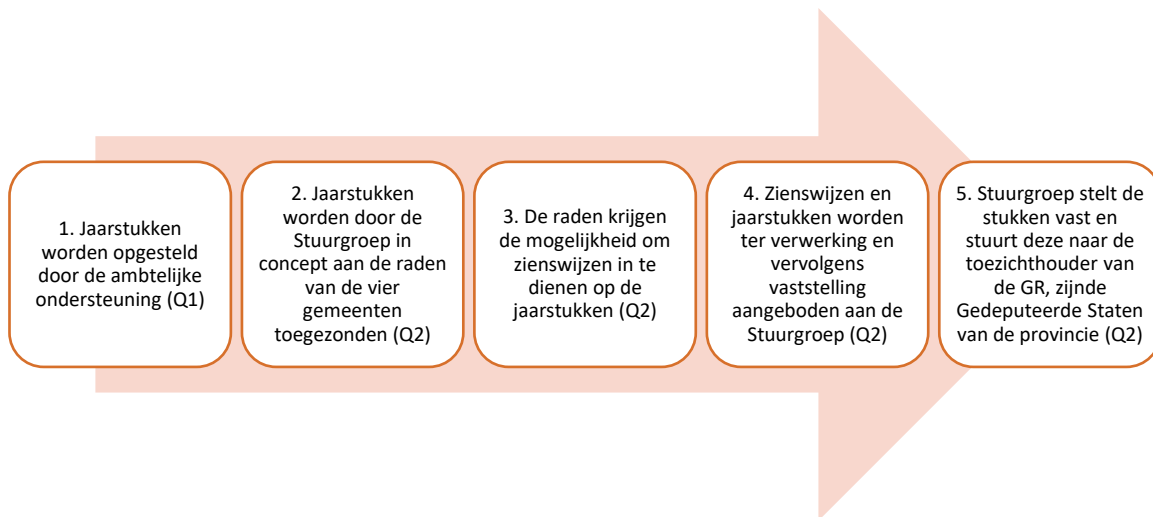 1. Jaarstukken
worden opgesteld
door de ambtelijke
ondersteuning (Q1)
2. Jaarstukken
worden door de
Stuurgroep in
concept aan de raden
van de vier
gemeenten
toegezonden (Q2)
3. De raden krijgen
de mogelijkheid om
zienswijzen in te
dienen op de
jaarstukken (Q2)
4. Zienswijzen en
jaarstukken worden
ter verwerking en
vervolgens
vaststelling
aangeboden aan de
Stuurgroep (Q2)
5. Stuurgroep stelt de
stukken vast en
stuurt deze naar de
toezichthouder van
de GR, zijnde
Gedeputeerde Staten
van de provincie (Q2)